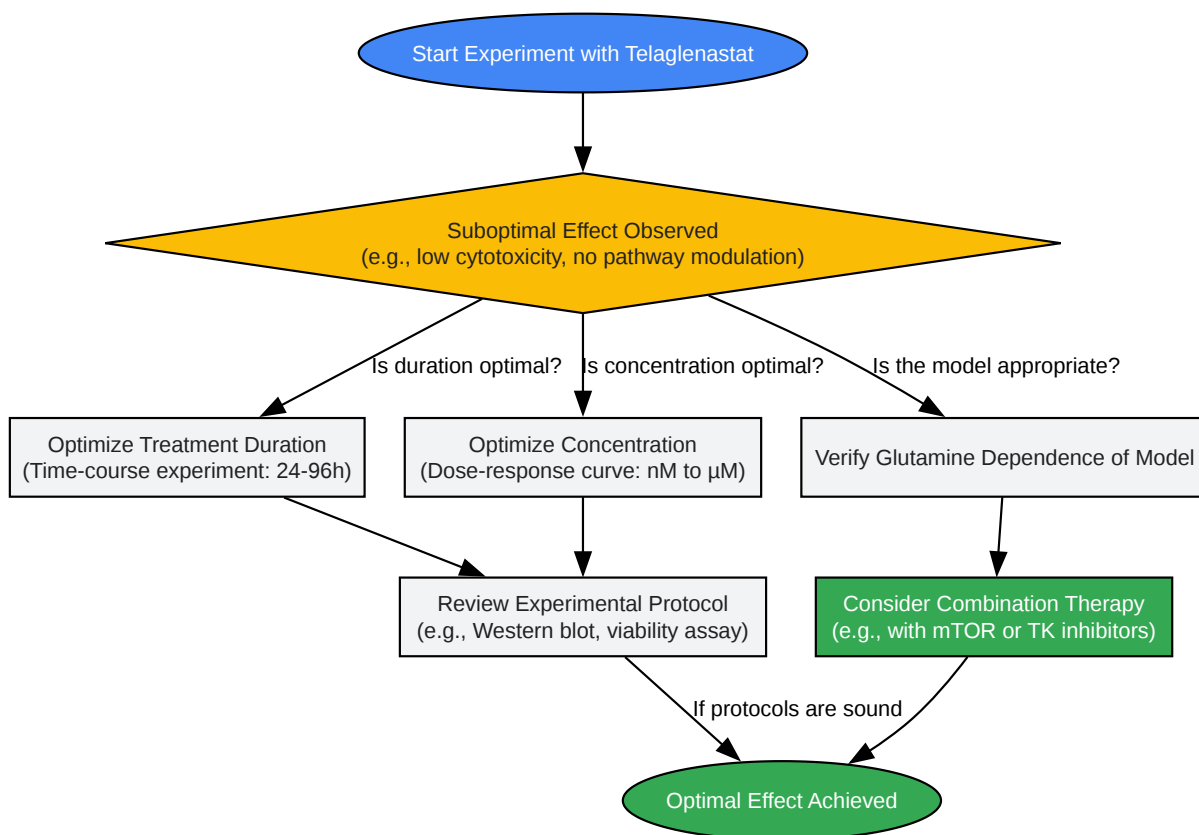 Start Experiment with Telaglenastat
Suboptimal Effect Observed
(e.g., low cytotoxicity, no pathway modulation)
Is duration optimal?
Is concentration optimal?
Is the model appropriate?
Optimize Treatment Duration
(Time-course experiment: 24-96h)
Optimize Concentration
(Dose-response curve: nM to µM)
Verify Glutamine Dependence of Model
Review Experimental Protocol
(e.g., Western blot, viability assay)
Consider Combination Therapy
(e.g., with mTOR or TK inhibitors)
If protocols are sound
Optimal Effect Achieved